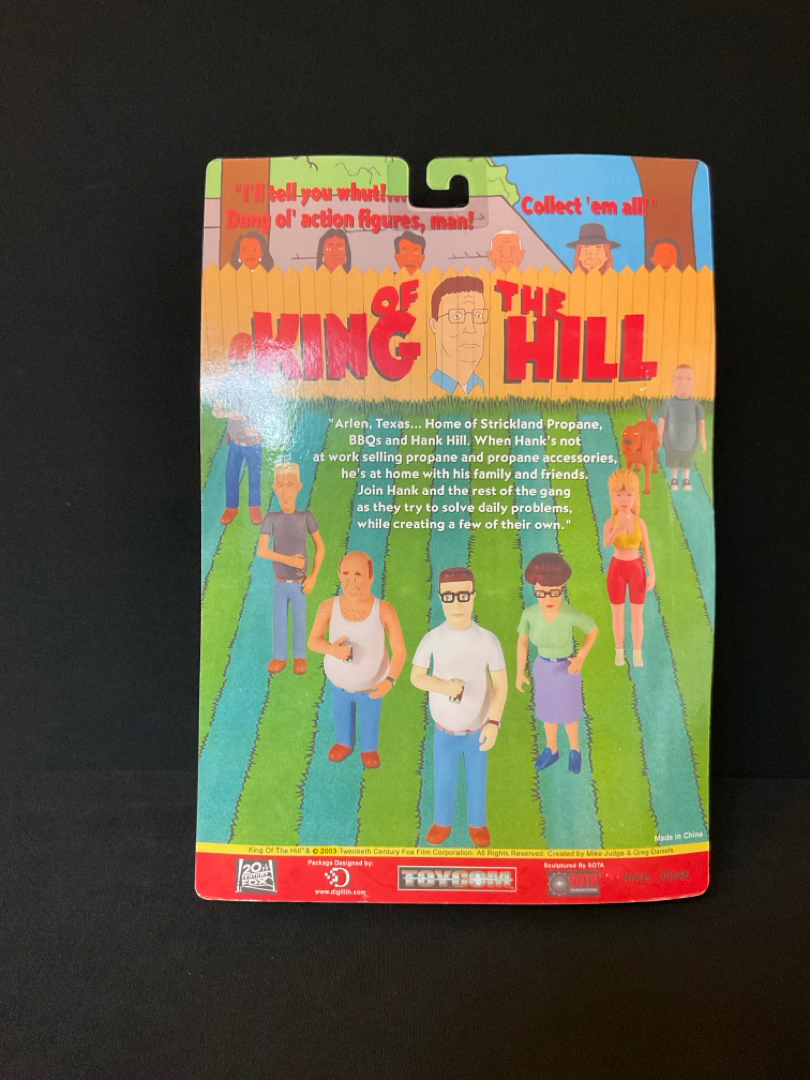 "I'll tell you whut!...
Dang ol' action figures, man!
Collect 'em all!"
KING OF THE HILL
"Arlen, Texas... Home of Strickland Propane,
BBQs and Hank Hill. When Hank's not
at work selling propane and propane accessories,
he's at home with his family and friends.
Join Hank and the rest of the gang
as they try to solve daily problems,
while creating a few of their own."
Made in China
King Of The Hill™& © 2003 Twentieth Century Fox Film Corporation. All Rights Reserved. Created by Mike Judge & Greg Daniels.
20TH CENTURY FOX
Package Designed by:
www.digilith.com
TOYCOM
Sculptured By SOTA